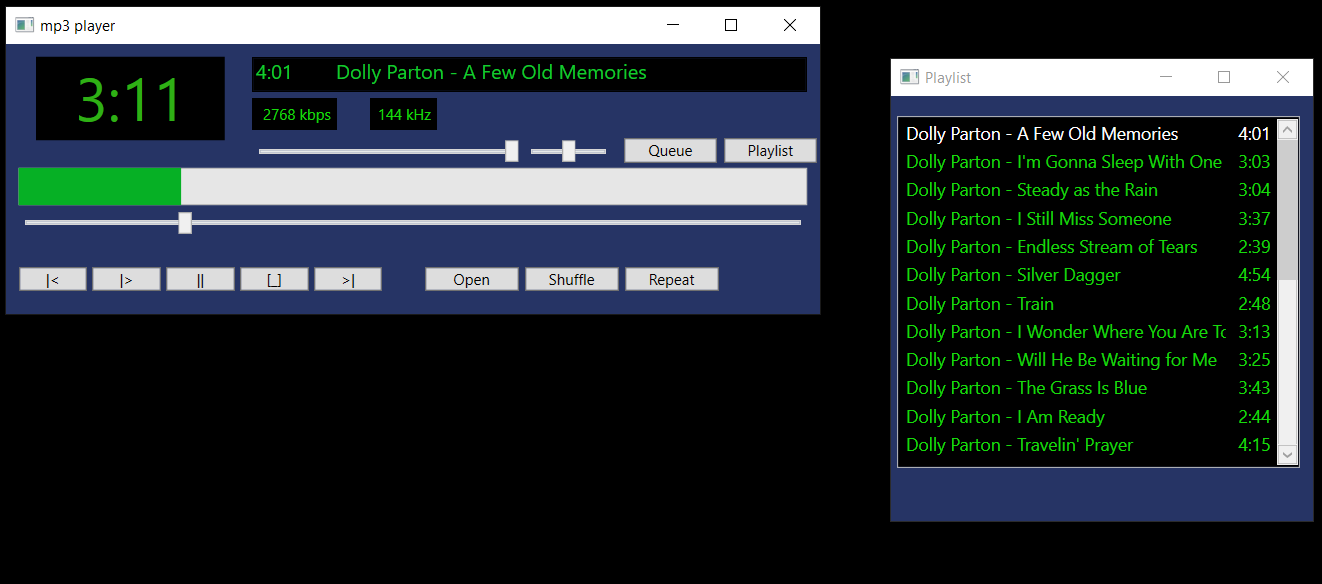 mp3 player
3:11
4:01 Dolly Parton - A Few Old Memories
2768 kbps 144 kHz
Queue Playlist
|< |> || [_] >| Open Shuffle Repeat
Playlist
Dolly Parton - A Few Old Memories 4:01
Dolly Parton - I'm Gonna Sleep With One 3:03
Dolly Parton - Steady as the Rain 3:04
Dolly Parton - I Still Miss Someone 3:37
Dolly Parton - Endless Stream of Tears 2:39
Dolly Parton - Silver Dagger 4:54
Dolly Parton - Train 2:48
Dolly Parton - I Wonder Where You Are To 3:13
Dolly Parton - Will He Be Waiting for Me 3:25
Dolly Parton - The Grass Is Blue 3:43
Dolly Parton - I Am Ready 2:44
Dolly Parton - Travelin' Prayer 4:15